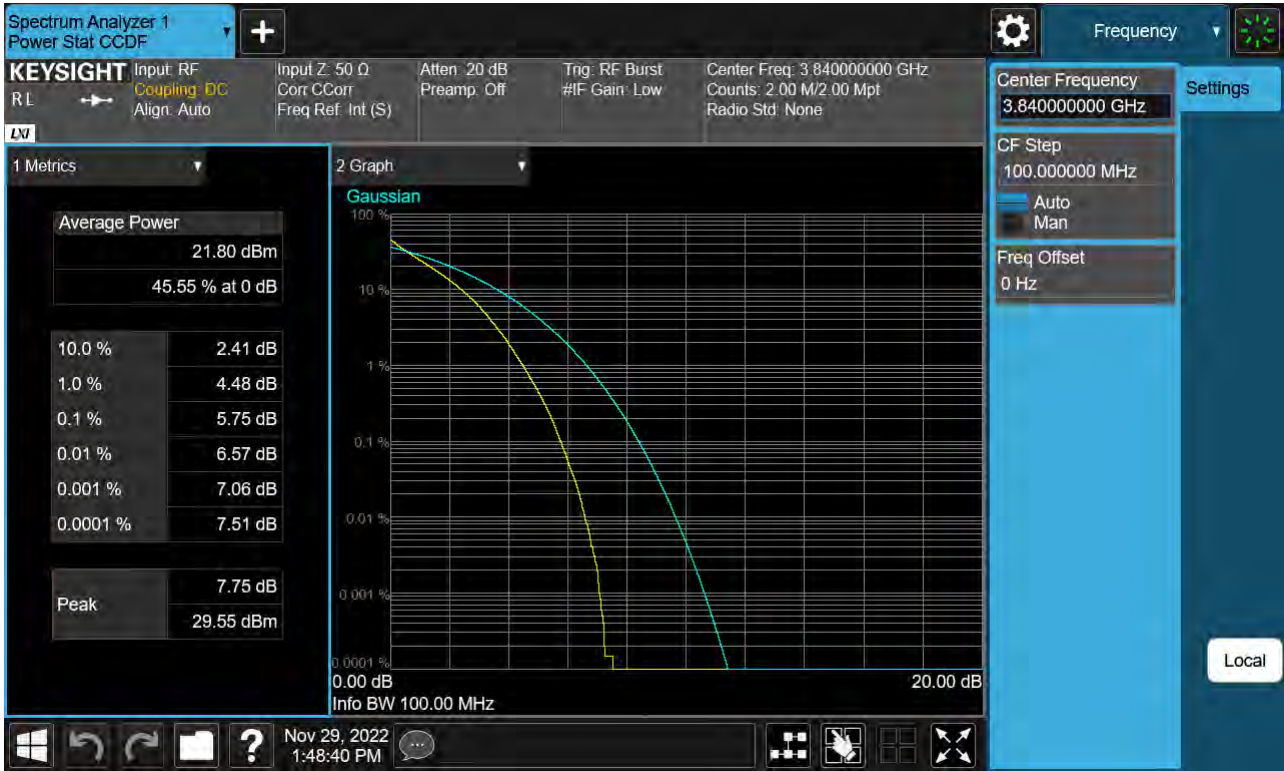 Spectrum Analyzer 1
Power Stat CCDF
Frequency
KEYSIGHT
RL
LXI
Input: RF
Coupling: DC
Align: Auto
Input Z: 50 Ω
Corr CCorr
Freq Ref: Int (S)
Atten: 20 dB
Preamp: Off
Trig: RF Burst
#IF Gain: Low
Center Freq: 3.840000000 GHz
Counts: 2.00 M/2.00 Mpt
Radio Std: None
Center Frequency
3.840000000 GHz
Settings
CF Step
100.000000 MHz
Auto
Man
Freq Offset
0 Hz
1 Metrics
Average Power
21.80 dBm
45.55 % at 0 dB
10.0 % 2.41 dB
1.0 % 4.48 dB
0.1 % 5.75 dB
0.01 % 6.57 dB
0.001 % 7.06 dB
0.0001 % 7.51 dB
Peak
7.75 dB
29.55 dBm
2 Graph
Gaussian
100 %
10 %
1 %
0.1 %
0.01 %
0.001 %
0.0001 %
0.00 dB 20.00 dB
Info BW 100.00 MHz
Local
?
Nov 29, 2022
1:48:40 PM